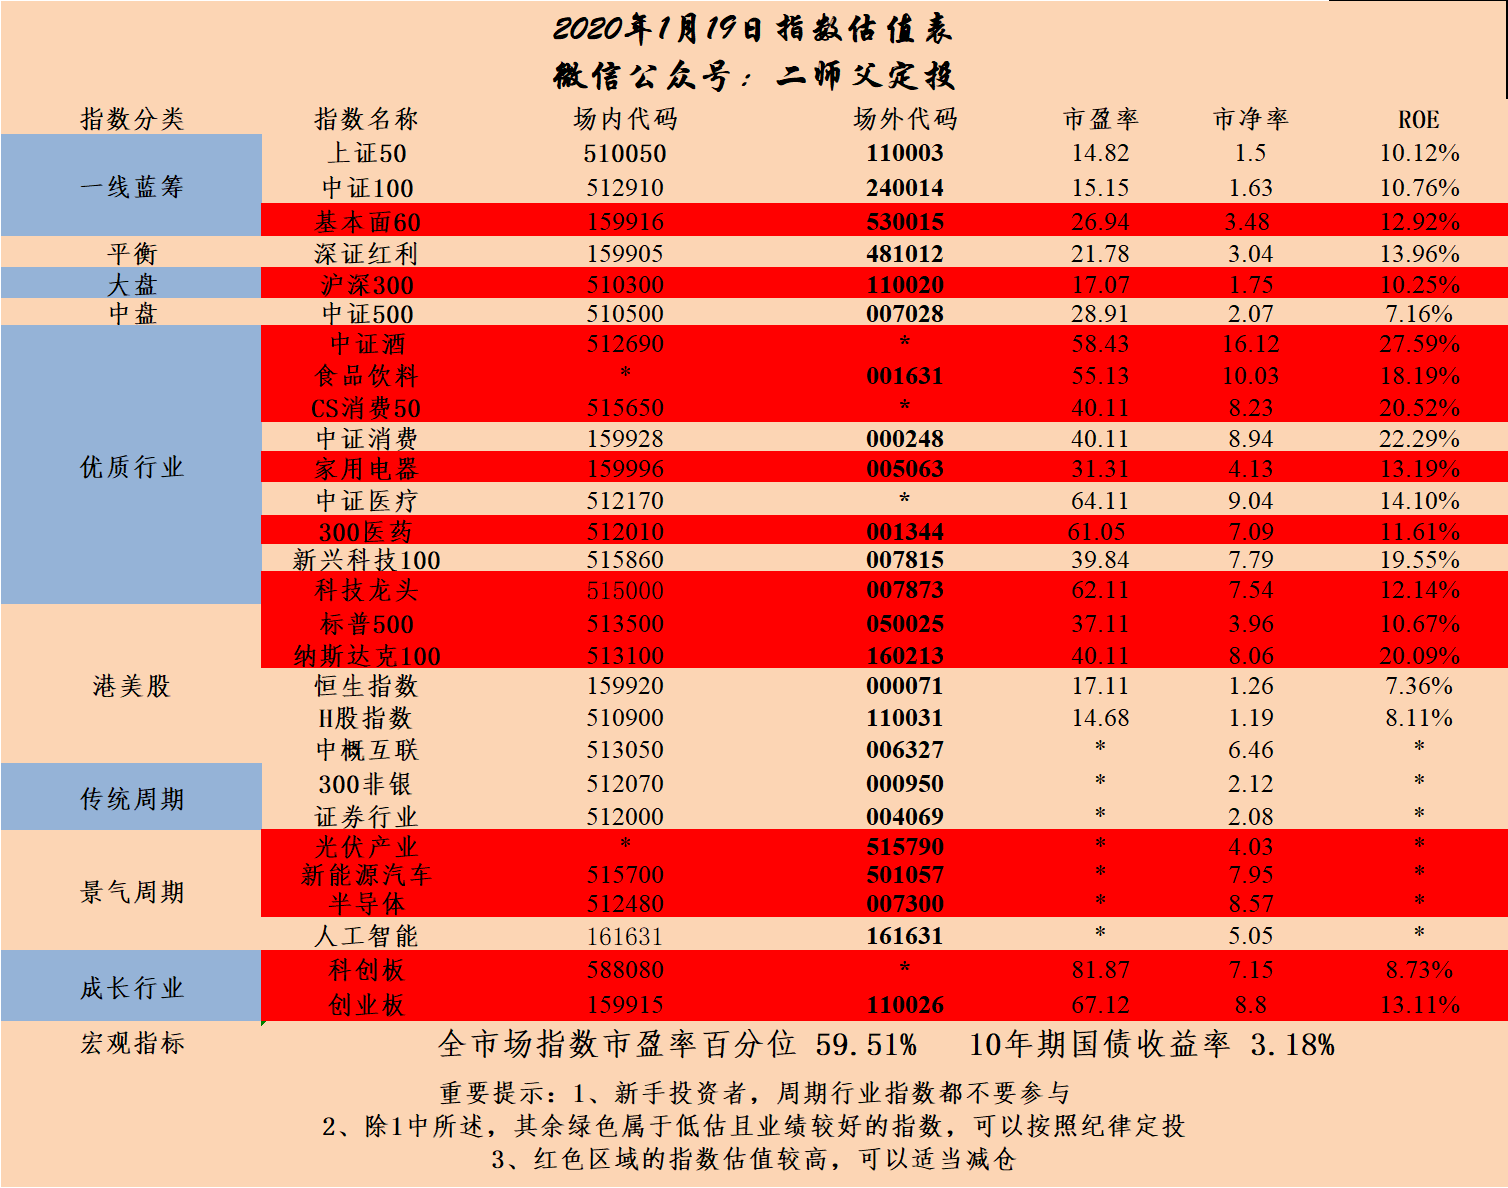 2020年1月19日指数估值表
微信公众号：二师父定投
指数分类 指数名称 场内代码 场外代码 市盈率 市净率 ROE
一线蓝筹 上证50 510050 110003 14.82 1.5 10.12%
中证100 512910 240014 15.15 1.63 10.76%
基本面60 159916 530015 26.94 3.48 12.92%
平衡 深证红利 159905 481012 21.78 3.04 13.96%
大盘 沪深300 510300 110020 17.07 1.75 10.25%
中盘 中证500 510500 007028 28.91 2.07 7.16%
优质行业 中证酒 512690 * 58.43 16.12 27.59%
食品饮料 * 001631 55.13 10.03 18.19%
CS消费50 515650 * 40.11 8.23 20.52%
中证消费 159928 000248 40.11 8.94 22.29%
家用电器 159996 005063 31.31 4.13 13.19%
中证医疗 512170 * 64.11 9.04 14.10%
300医药 512010 001344 61.05 7.09 11.61%
新兴科技100 515860 007815 39.84 7.79 19.55%
科技龙头 515000 007873 62.11 7.54 12.14%
港美股 标普500 513500 050025 37.11 3.96 10.67%
纳斯达克100 513100 160213 40.11 8.06 20.09%
恒生指数 159920 000071 17.11 1.26 7.36%
H股指数 510900 110031 14.68 1.19 8.11%
中概互联 513050 006327 * 6.46 *
传统周期 300非银 512070 000950 * 2.12 *
证券行业 512000 004069 * 2.08 *
景气周期 光伏产业 * 515790 * 4.03 *
新能源汽车 515700 501057 * 7.95 *
半导体 512480 007300 * 8.57 *
人工智能 161631 161631 * 5.05 *
成长行业 科创板 588080 * 81.87 7.15 8.73%
创业板 159915 110026 67.12 8.8 13.11%
宏观指标 全市场指数市盈率百分位 59.51% 10年期国债收益率 3.18%
重要提示：1、新手投资者，周期行业指数都不要参与
2、除1中所述，其余绿色属于低估且业绩较好的指数，可以按照纪律定投
3、红色区域的指数估值较高，可以适当减仓